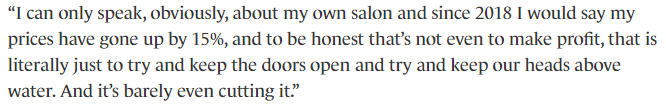 “I can only speak, obviously, about my own salon and since 2018 I would say my
prices have gone up by 15%, and to be honest that’s not even to make profit, that is
literally just to try and keep the doors open and try and keep our heads above
water. And it’s barely even cutting it.”